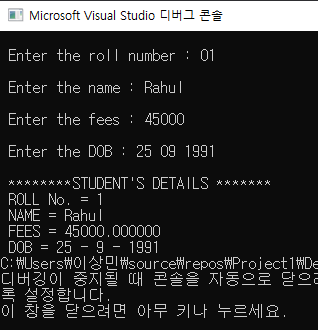 Microsoft Visual Studio 디버그 콘솔
Enter the roll number : 01
Enter the name : Rahul
Enter the fees : 45000
Enter the DOB : 25 09 1991
********STUDENT'S DETAILS *******
ROLL No. = 1
NAME = Rahul
FEES = 45000.000000
DOB = 25 - 9 - 1991
C:₩Users₩이상민₩source₩repos₩Project1₩De
디버깅이 중지될 때 콘솔을 자동으로 닫으려
록 설정합니다.
이 창을 닫으려면 아무 키나 누르세요.